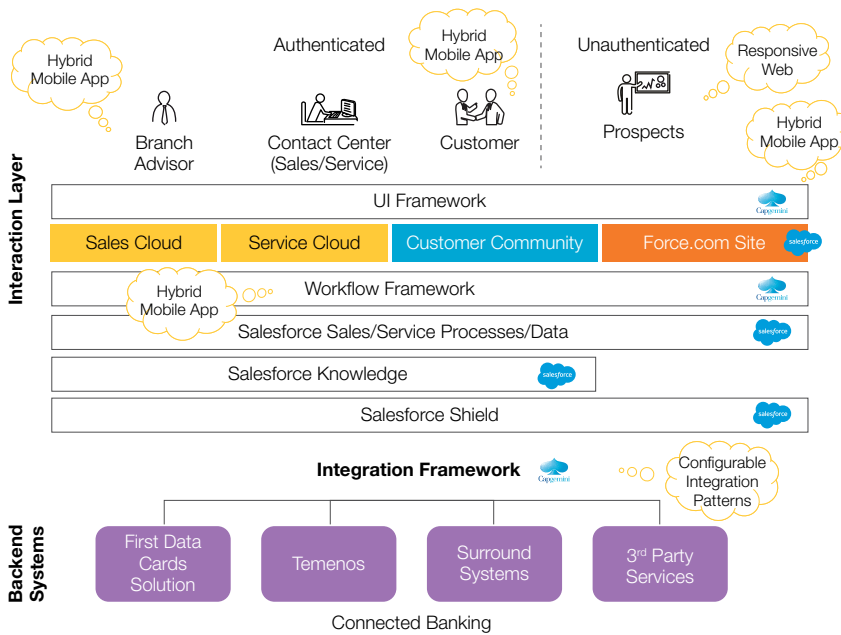 Hybrid
Mobile App
Authenticated
Hybrid
Mobile App
Unauthenticated
Responsive
Web
Branch
Advisor
Contact Center
(Sales/Service)
Customer
Prospects
Hybrid
Mobile App
Interaction Layer
UI Framework
Capgemini
Sales Cloud
Service Cloud
Customer Community
Force.com Site
salesforce
Hybrid
Mobile App
Workflow Framework
Capgemini
Salesforce Sales/Service Processes/Data
salesforce
Salesforce Knowledge
salesforce
Salesforce Shield
salesforce
Integration Framework
Capgemini
Configurable
Integration
Patterns
Backend
Systems
First Data
Cards
Solution
Temenos
Surround
Systems
3rd Party
Services
Connected Banking